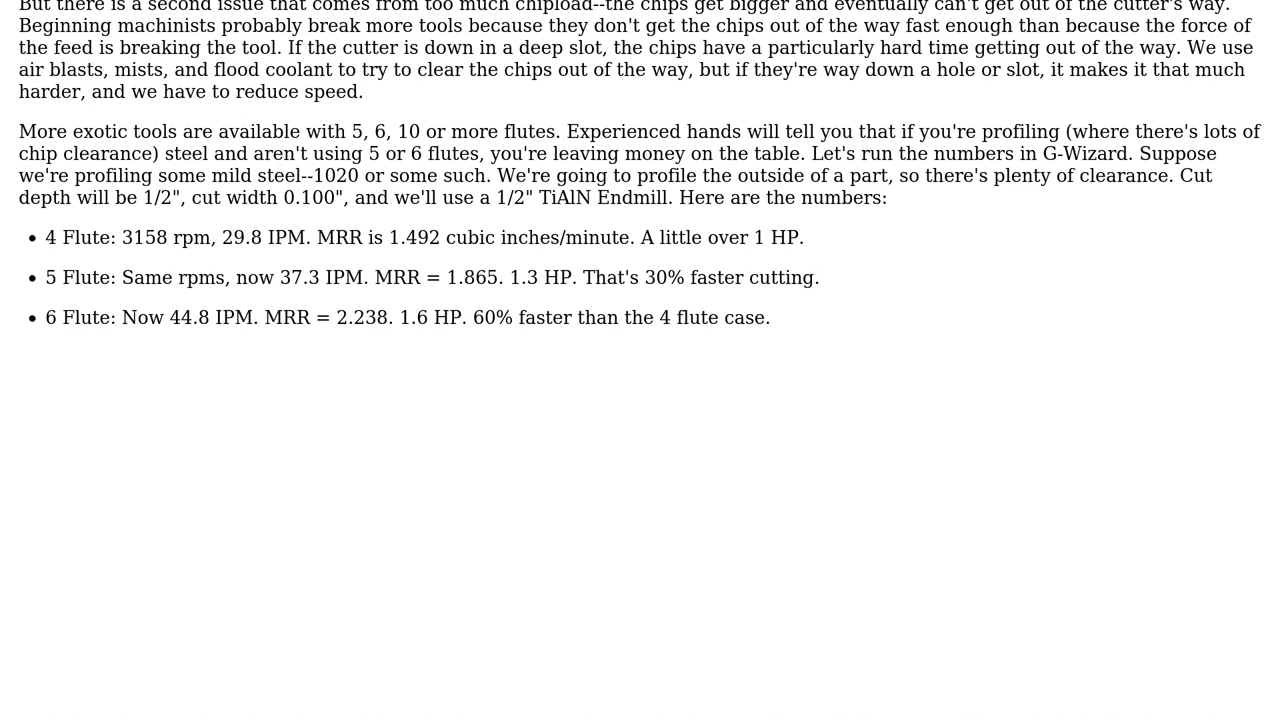 But there is a second issue that comes from too much chipload--the chips get bigger and eventually can't get out of the cutter's way.
Beginning machinists probably break more tools because they don't get the chips out of the way fast enough than because the force of
the feed is breaking the tool. If the cutter is down in a deep slot, the chips have a particularly hard time getting out of the way. We use
air blasts, mists, and flood coolant to try to clear the chips out of the way, but if they're way down a hole or slot, it makes it that much
harder, and we have to reduce speed.
More exotic tools are available with 5, 6, 10 or more flutes. Experienced hands will tell you that if you're profiling (where there's lots of
chip clearance) steel and aren't using 5 or 6 flutes, you're leaving money on the table. Let's run the numbers in G-Wizard. Suppose
we're profiling some mild steel--1020 or some such. We're going to profile the outside of a part, so there's plenty of clearance. Cut
depth will be 1/2", cut width 0.100", and we'll use a 1/2" TiAlN Endmill. Here are the numbers:
• 4 Flute: 3158 rpm, 29.8 IPM. MRR is 1.492 cubic inches/minute. A little over 1 HP.
• 5 Flute: Same rpms, now 37.3 IPM. MRR = 1.865. 1.3 HP. That's 30% faster cutting.
• 6 Flute: Now 44.8 IPM. MRR = 2.238. 1.6 HP. 60% faster than the 4 flute case.